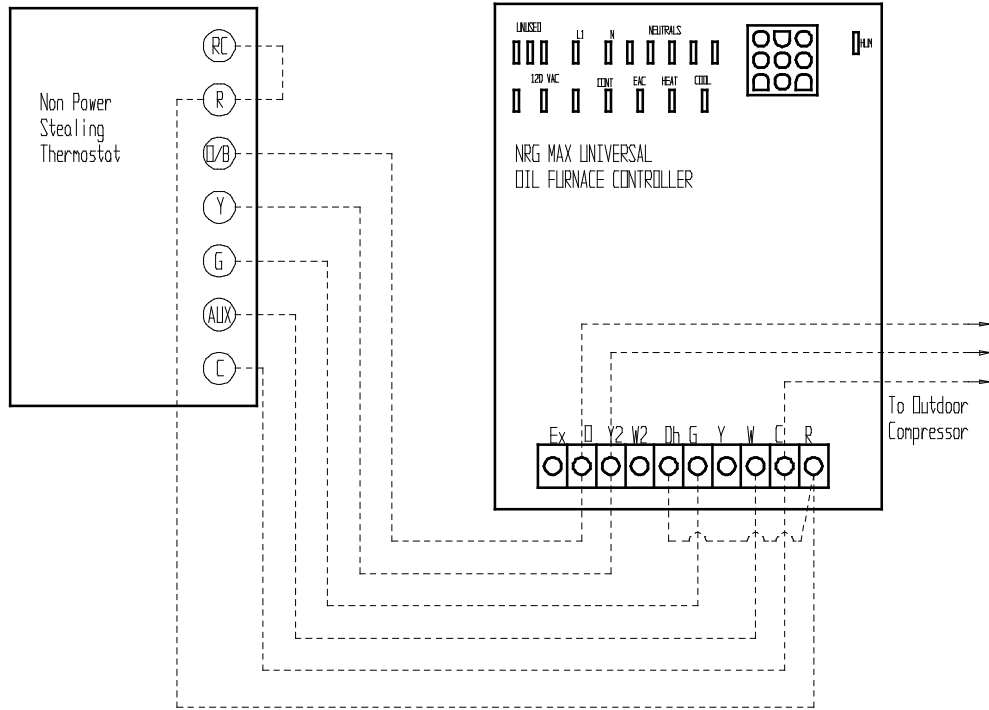 RC
R
O/B
Y
G
AUX
C
Non Power
Stealing
Thermostat
UNUSED
L1
N
NEUTRALS
HUM
120 VAC
CONT
EAC
HEAT
COOL
NRG MAX UNIVERSAL
OIL FURNACE CONTROLLER
To Outdoor
Compressor
Ex O Y2 W2 Dh G Y W C R